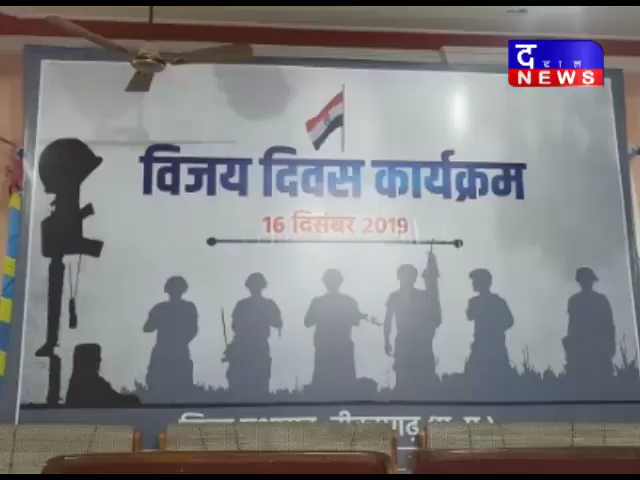 द
टाल
NEWS
विजय दिवस कार्यक्रम
16 दिसंबर 2019